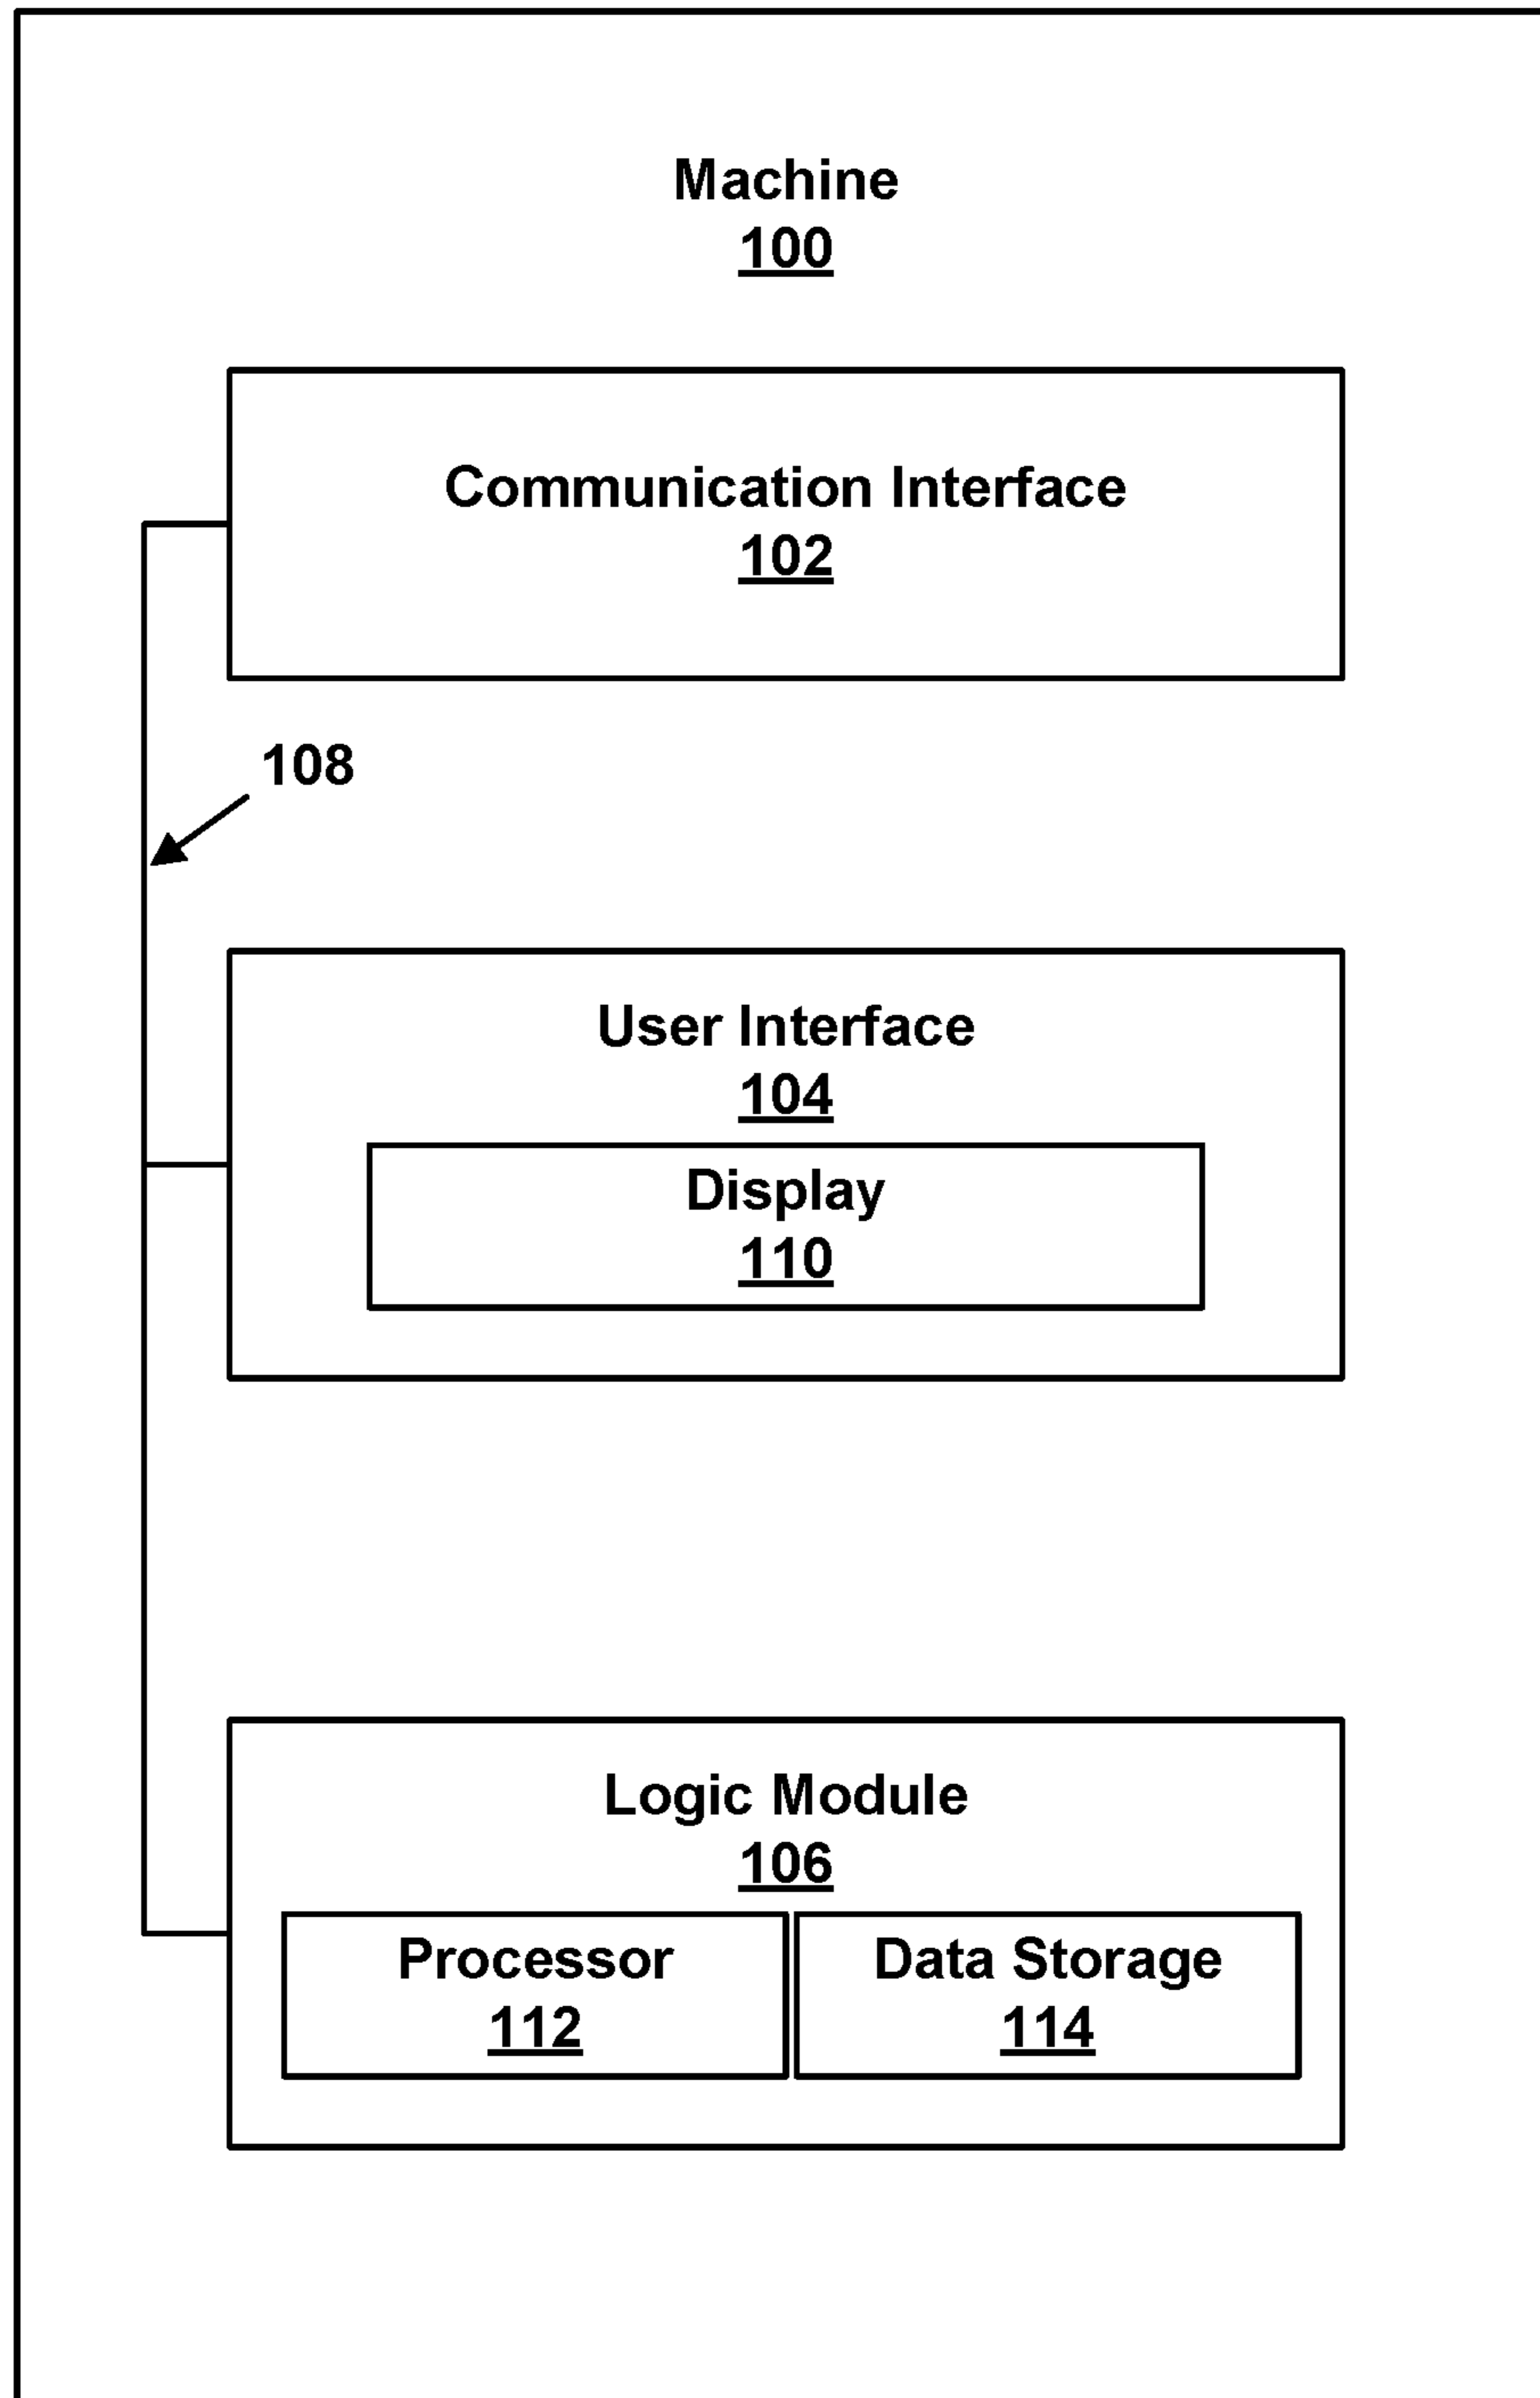 Machine
100
Communication Interface
102
108
User Interface
104
Display
110
Logic Module
106
Processor
112
Data Storage
114